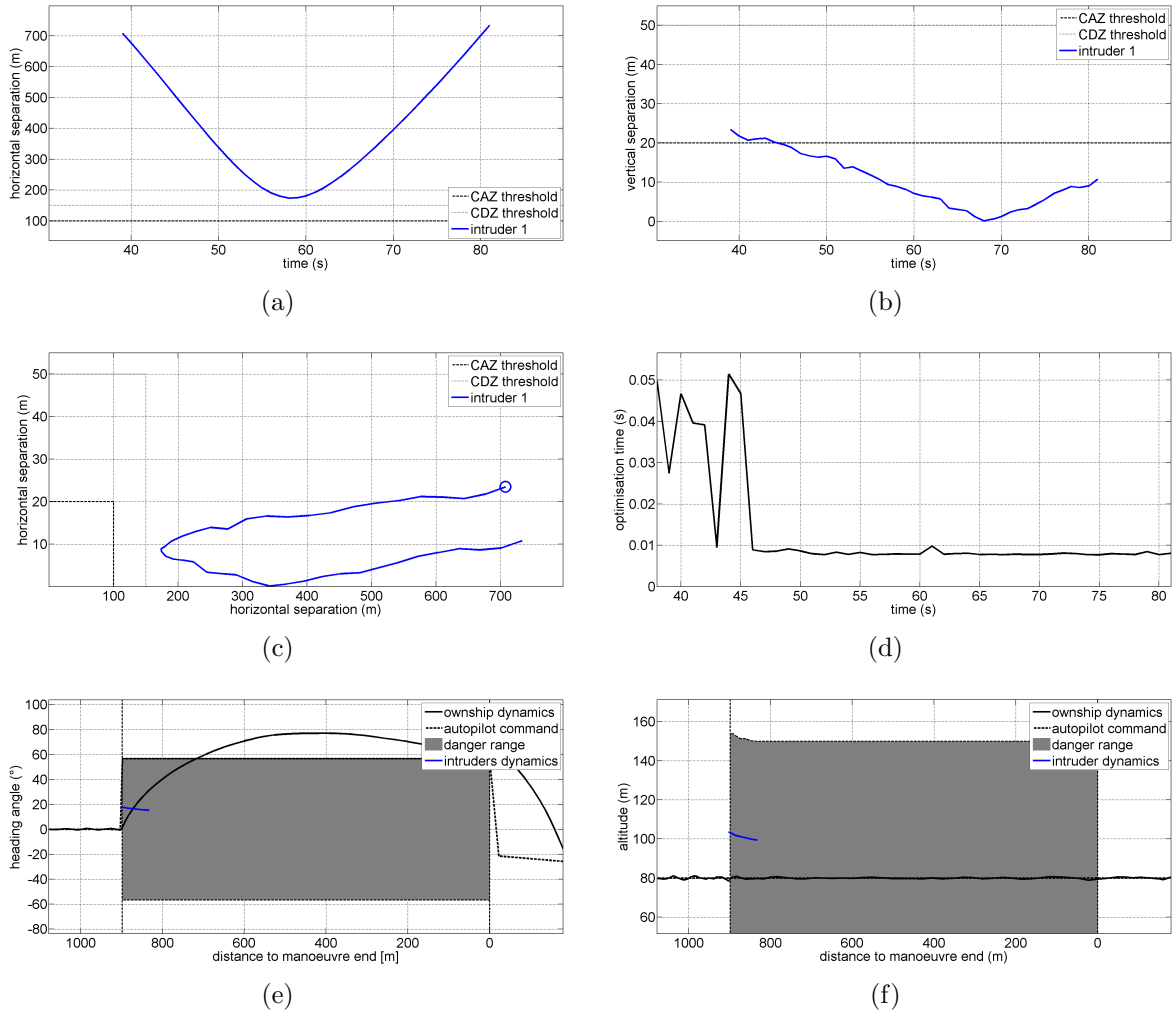 700
600
500
400
300
200
100
horizontal separation (m)
CAZ threshold
CDZ threshold
intruder 1
40 50 60 70 80
time (s)
(a)
50
40
30
20
10
0
vertical separation (m)
CAZ threshold
CDZ threshold
intruder 1
40 50 60 70 80
time (s)
(b)
50
40
30
20
10
horizontal separation (m)
CAZ threshold
CDZ threshold
intruder 1
100 200 300 400 500 600 700
horizontal separation (m)
(c)
0.05
0.04
0.03
0.02
0.01
0
optimisation time (s)
40 45 50 55 60 65 70 75 80
time (s)
(d)
100
80
60
40
20
0
-20
-40
-60
-80
heading angle (°)
ownship dynamics
autopilot command
danger range
intruders dynamics
1000 800 600 400 200 0
distance to manoeuvre end [m]
(e)
160
140
120
100
80
60
altitude (m)
ownship dynamics
autopilot command
danger range
intruder dynamics
1000 800 600 400 200 0
distance to manoeuvre end (m)
(f)